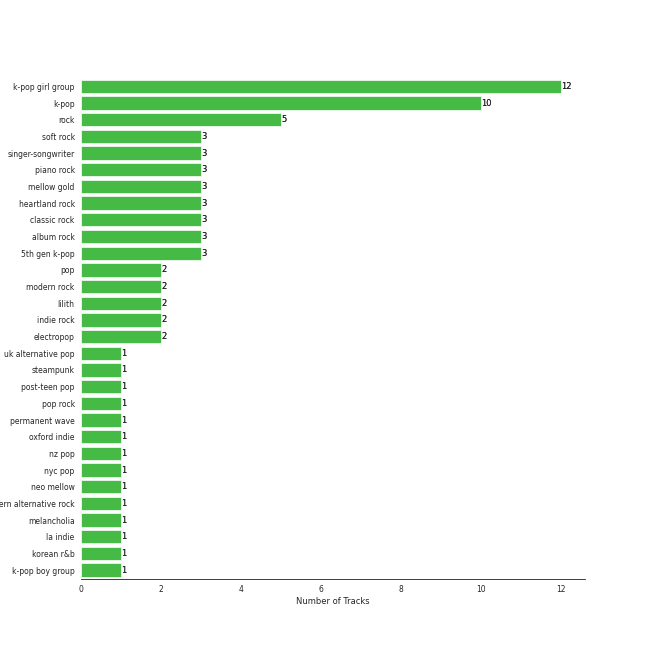 k-pop girl group 12
k-pop 10
rock 5
soft rock 3
singer-songwriter 3
piano rock 3
mellow gold 3
heartland rock 3
classic rock 3
album rock 3
5th gen k-pop 3
pop 2
modern rock 2
lilith 2
indie rock 2
electropop 2
uk alternative pop 1
steampunk 1
post-teen pop 1
pop rock 1
permanent wave 1
oxford indie 1
nz pop 1
nyc pop 1
neo mellow 1
ern alternative rock 1
melancholia 1
la indie 1
korean r&b 1
k-pop boy group 1
0 2 4 6 8 10 12
Number of Tracks